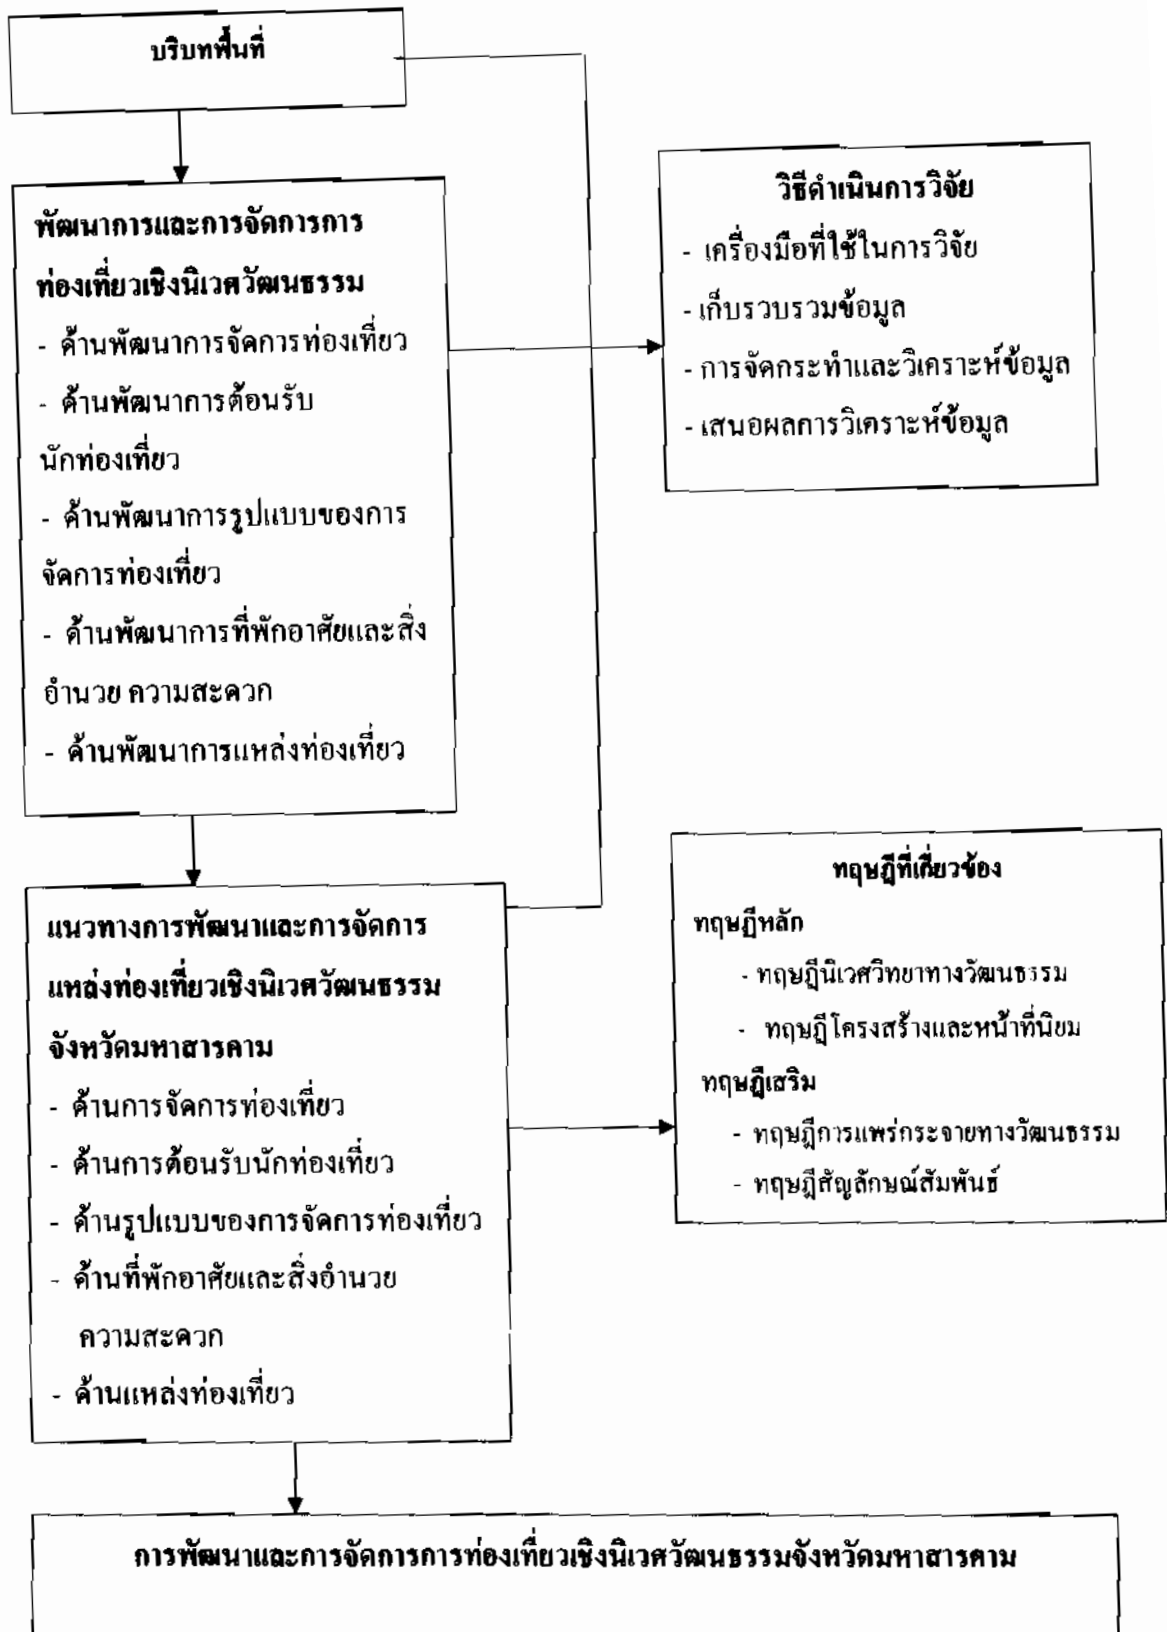 บริบทพื้นที่
พัฒนาการและการจัดการการ
ท่องเที่ยวเชิงนิเวศวัฒนธรรม
- ด้านพัฒนาการจัดการท่องเที่ยว
- ด้านพัฒนาการต้อนรับ
นักท่องเที่ยว
- ด้านพัฒนาการรูปแบบของการ
จัดการท่องเที่ยว
- ด้านพัฒนาการที่พักอาศัยและสิ่ง
อำนวย ความสะดวก
- ด้านพัฒนาการแหล่งท่องเที่ยว
วิธีดำเนินการวิจัย
- เครื่องมือที่ใช้ในการวิจัย
- เก็บรวบรวมข้อมูล
- การจัดกระทำและวิเคราะห์ข้อมูล
- เสนอผลการวิเคราะห์ข้อมูล
แนวทางการพัฒนาและการจัดการ
แหล่งท่องเที่ยวเชิงนิเวศวัฒนธรรม
จังหวัดมหาสารคาม
- ด้านการจัดการท่องเที่ยว
- ด้านการต้อนรับนักท่องเที่ยว
- ด้านรูปแบบของการจัดการท่องเที่ยว
- ด้านที่พักอาศัยและสิ่งอำนวย
ความสะดวก
- ด้านแหล่งท่องเที่ยว
ทฤษฎีที่เกี่ยวข้อง
ทฤษฎีหลัก
- ทฤษฎีนิเวศวิทยาทางวัฒนธรรม
- ทฤษฎีโครงสร้างและหน้าที่นิยม
ทฤษฎีเสริม
- ทฤษฎีการแพร่กระจายทางวัฒนธรรม
- ทฤษฎีสัญลักษณ์สัมพันธ์
การพัฒนาและการจัดการการท่องเที่ยวเชิงนิเวศวัฒนธรรมจังหวัดมหาสารคาม